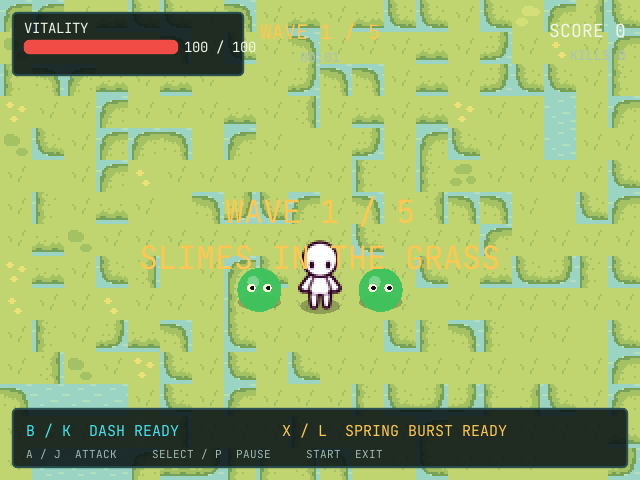 VITALITY
100 / 100
WAVE 1 / 5
SCORE 0
WAVE 1 / 5
SLIMES IN THE GRASS
B / K DASH READY
X / L SPRING BURST READY
A / J ATTACK
SELECT / P PAUSE
START EXIT